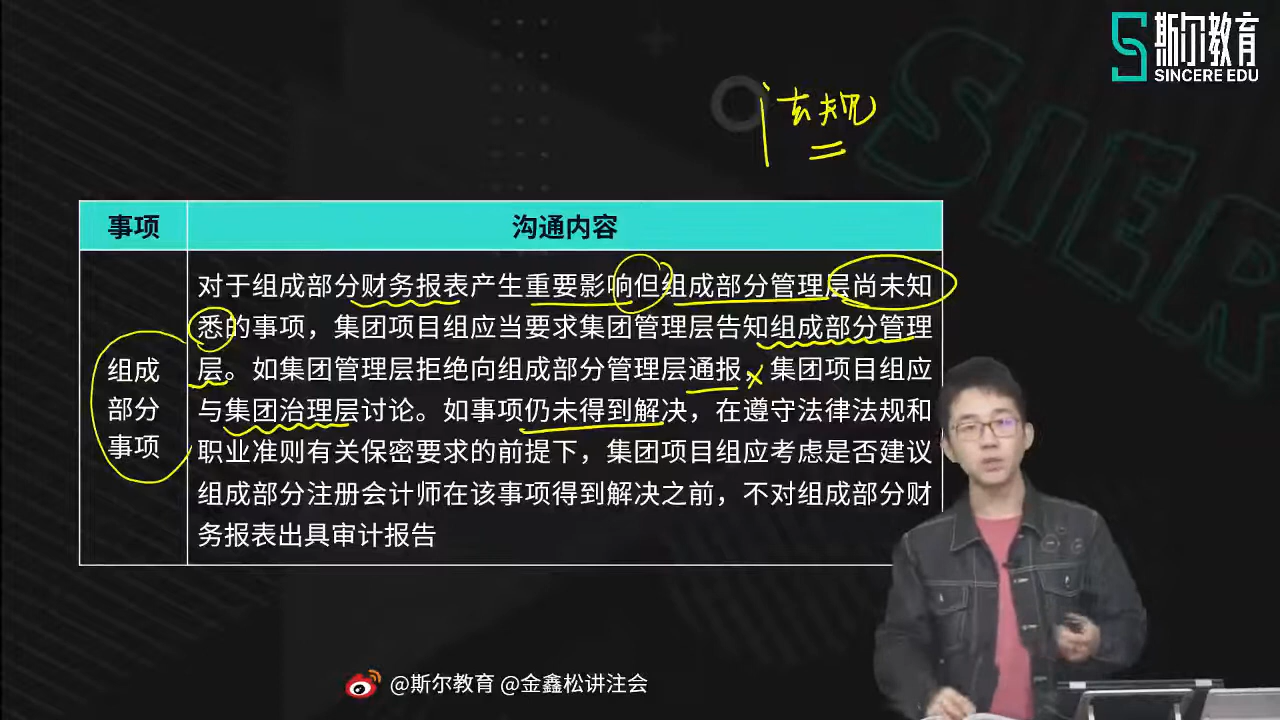 斯尔教育
SINCERE EDU
法规
事项
沟通内容
对于组成部分财务报表产生重要影响但组成部分管理层尚未知
悉的事项，集团项目组应当要求集团管理层告知组成部分管理
层。如集团管理层拒绝向组成部分管理层通报，集团项目组应
与集团治理层讨论。如事项仍未得到解决，在遵守法律法规和
职业准则有关保密要求的前提下，集团项目组应考虑是否建议
组成部分注册会计师在该事项得到解决之前，不对组成部分财
务报表出具审计报告
组成
部分
事项
SIER
@斯尔教育 @金鑫松讲注会